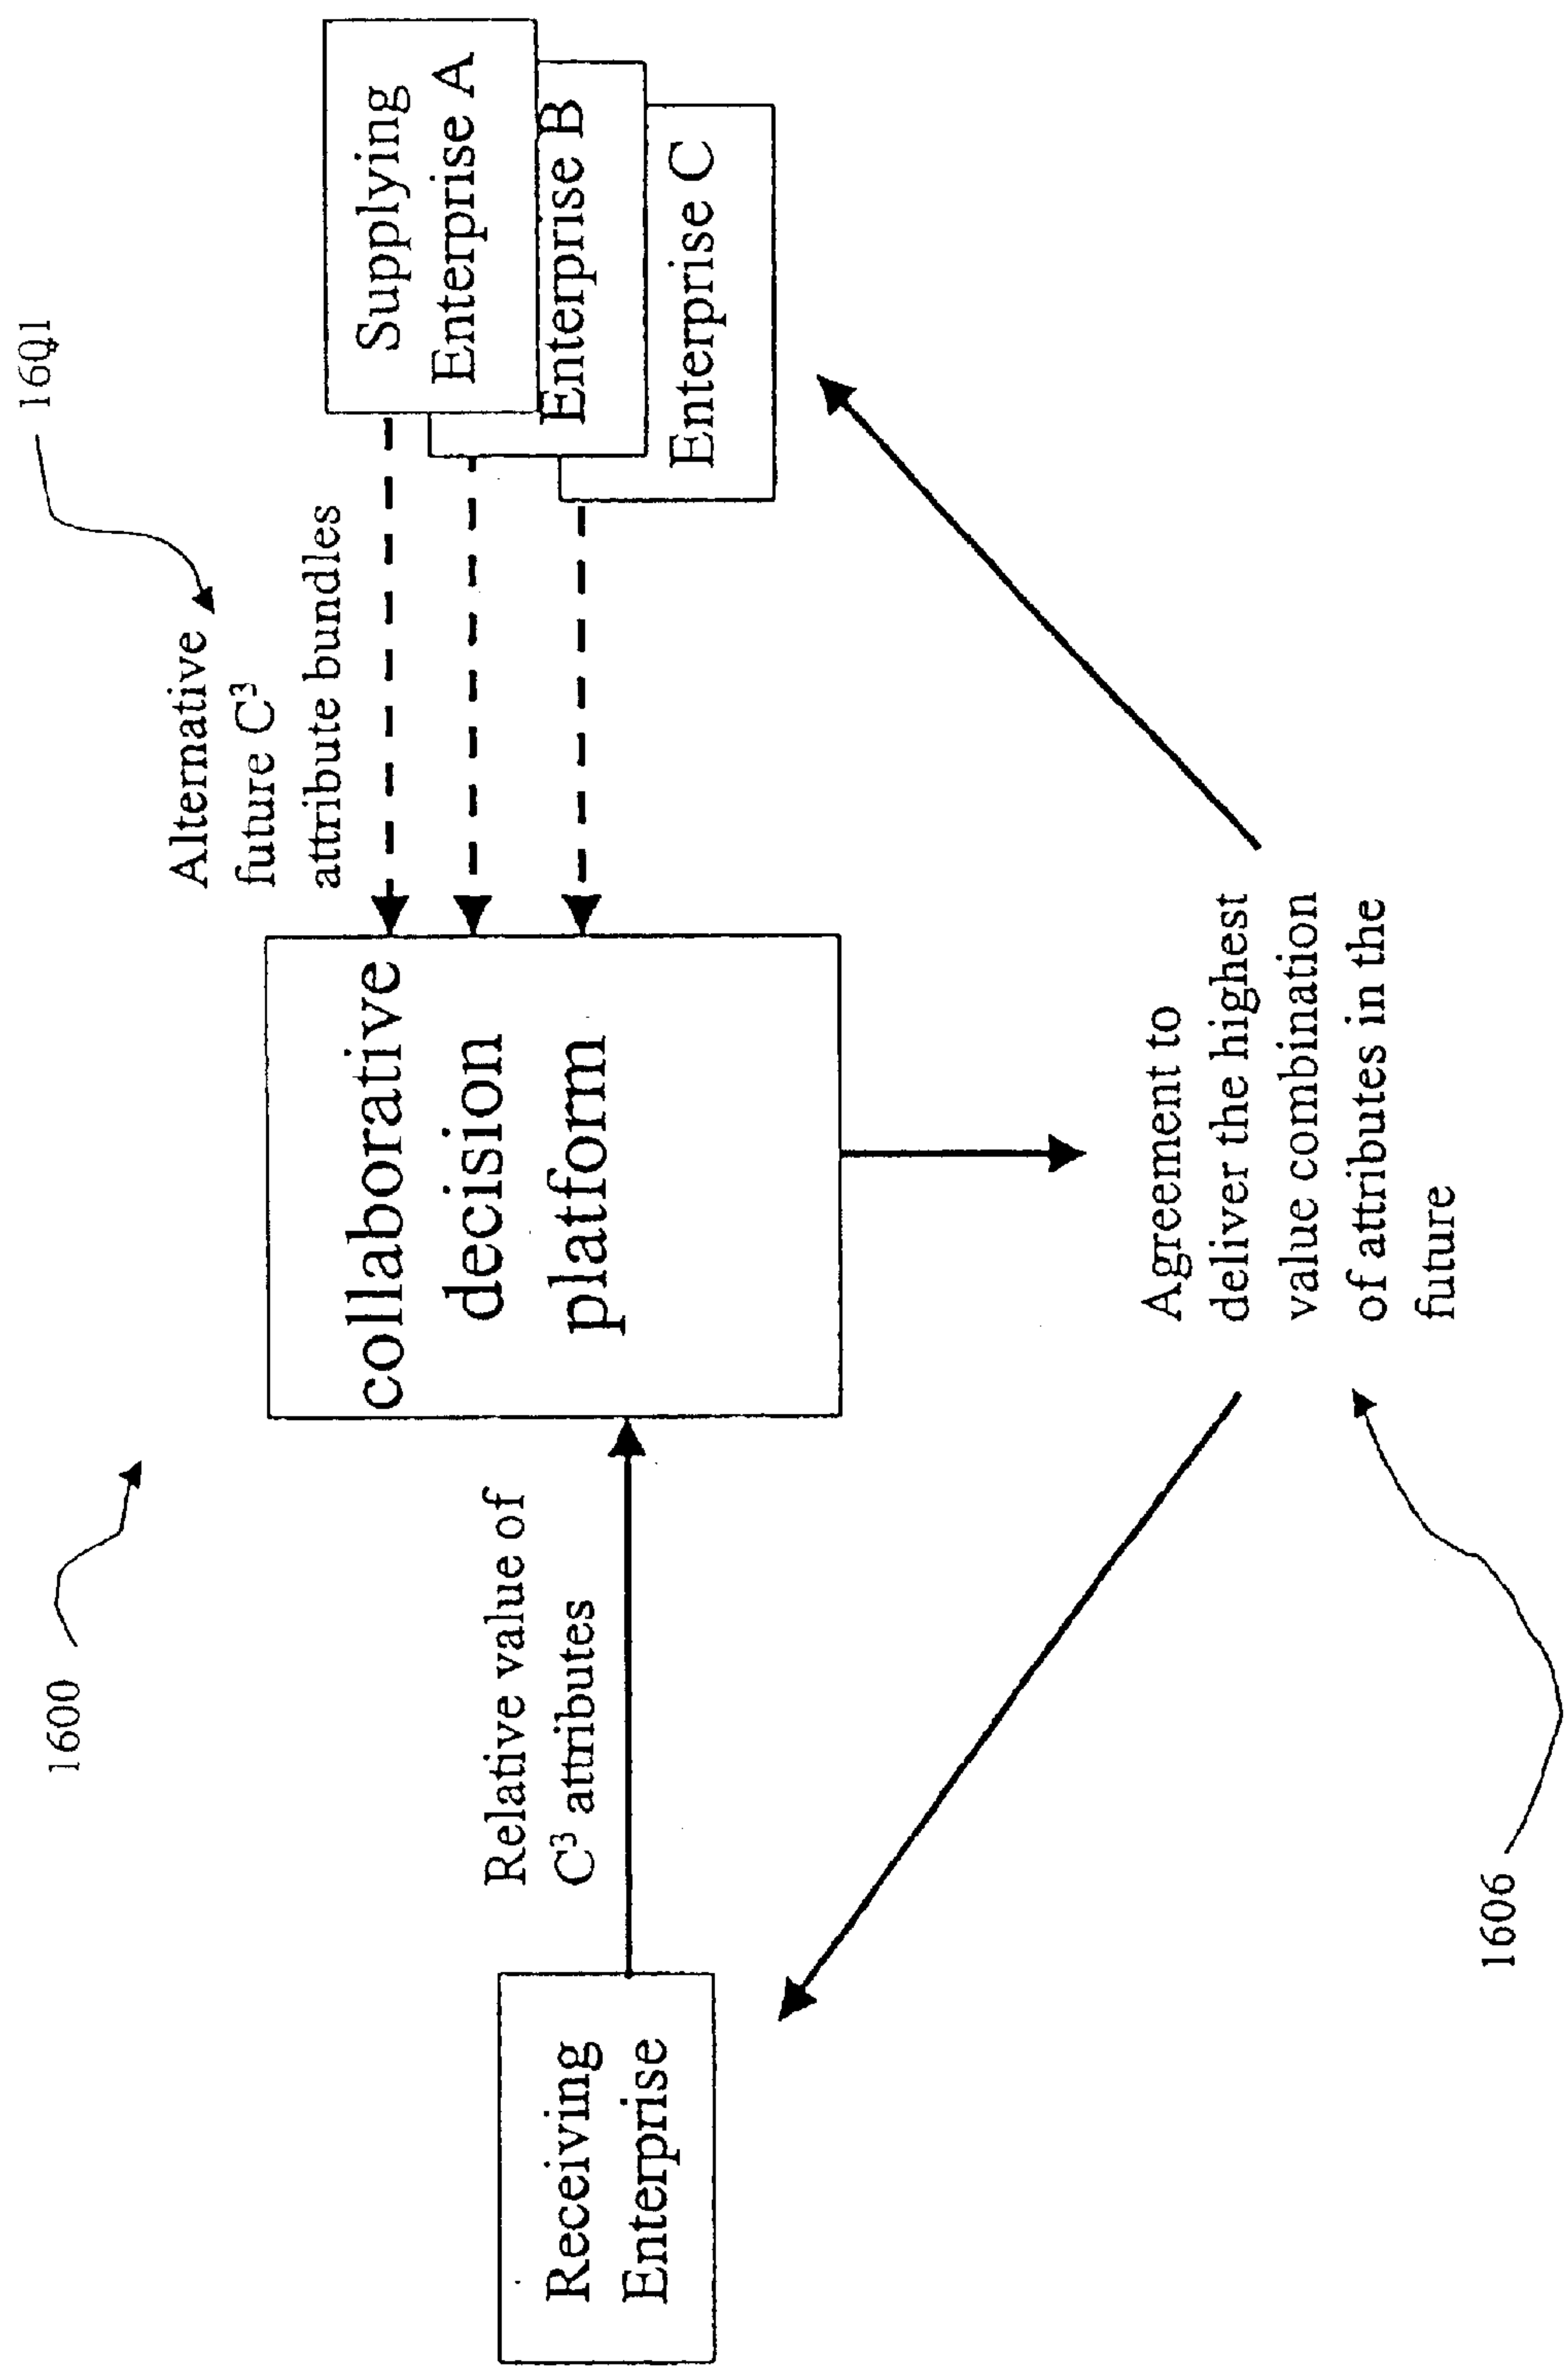 1600
1601
Alternative
future C³
attribute bundles
Relative value of
C³ attributes
Receiving
Enterprise
collaborative
decision
platform
Supplying
Enterprise A
Enterprise B
Enterprise C
Agreement to
deliver the highest
value combination
of attributes in the
future
1606